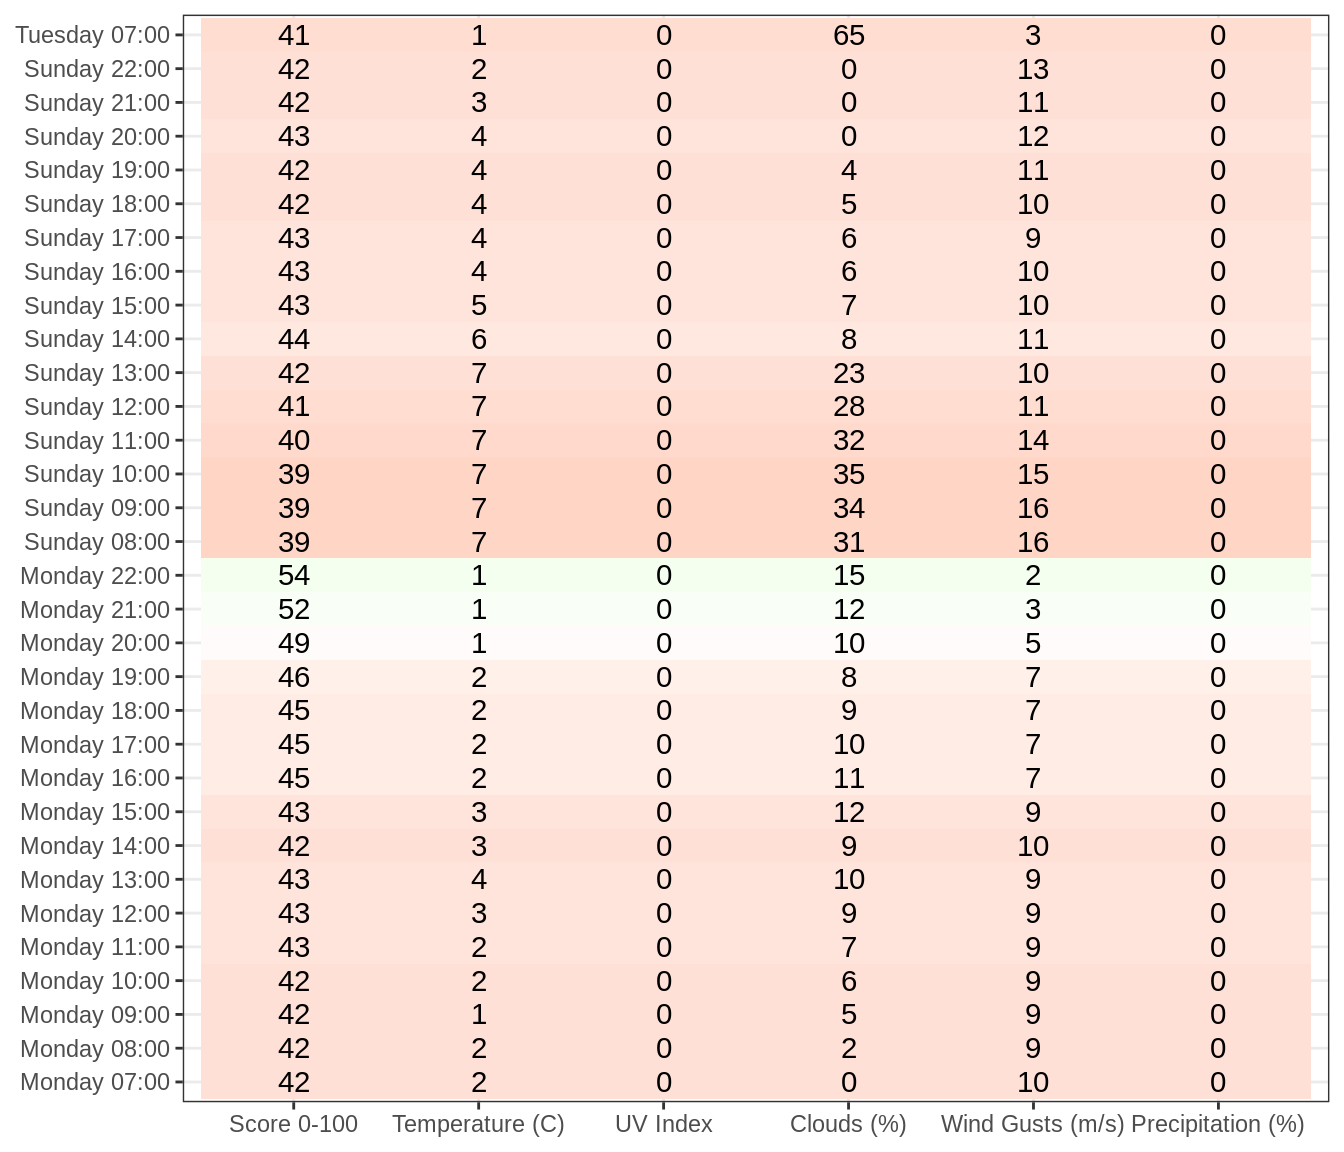 Tuesday 07:00 41 1 0 65 3 0
Sunday 22:00 42 2 0 0 13 0
Sunday 21:00 42 3 0 0 11 0
Sunday 20:00 43 4 0 0 12 0
Sunday 19:00 42 4 0 4 11 0
Sunday 18:00 42 4 0 5 10 0
Sunday 17:00 43 4 0 6 9 0
Sunday 16:00 43 4 0 6 10 0
Sunday 15:00 43 5 0 7 10 0
Sunday 14:00 44 6 0 8 11 0
Sunday 13:00 42 7 0 23 10 0
Sunday 12:00 41 7 0 28 11 0
Sunday 11:00 40 7 0 32 14 0
Sunday 10:00 39 7 0 35 15 0
Sunday 09:00 39 7 0 34 16 0
Sunday 08:00 39 7 0 31 16 0
Monday 22:00 54 1 0 15 2 0
Monday 21:00 52 1 0 12 3 0
Monday 20:00 49 1 0 10 5 0
Monday 19:00 46 2 0 8 7 0
Monday 18:00 45 2 0 9 7 0
Monday 17:00 45 2 0 10 7 0
Monday 16:00 45 2 0 11 7 0
Monday 15:00 43 3 0 12 9 0
Monday 14:00 42 3 0 9 10 0
Monday 13:00 43 4 0 10 9 0
Monday 12:00 43 3 0 9 9 0
Monday 11:00 43 2 0 7 9 0
Monday 10:00 42 2 0 6 9 0
Monday 09:00 42 1 0 5 9 0
Monday 08:00 42 2 0 2 9 0
Monday 07:00 42 2 0 0 10 0
Score 0-100 Temperature (C) UV Index Clouds (%) Wind Gusts (m/s) Precipitation (%)